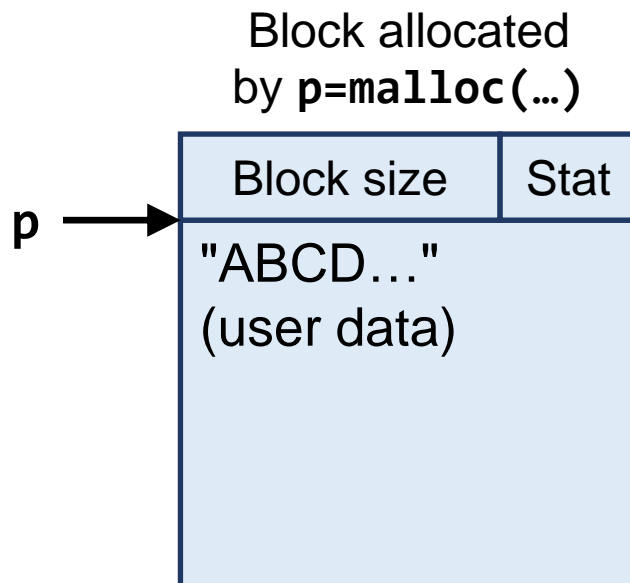 Block allocated
by p=malloc(…)
Block size Stat
p
"ABCD…"
(user data)